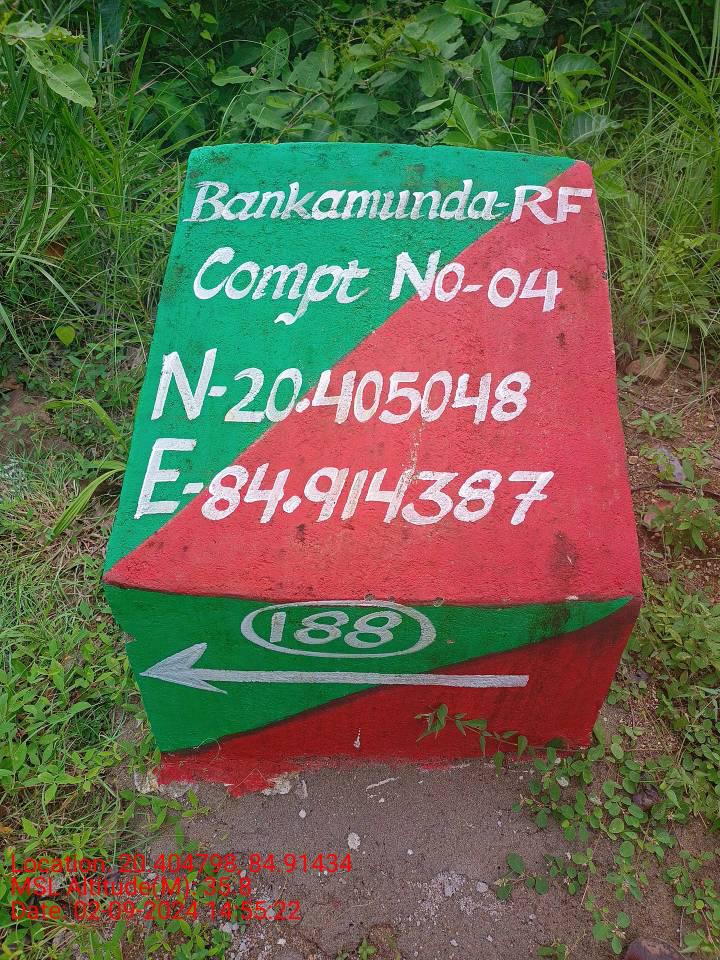 Bankamunda-RF
Compt No-04
N-20.405048
E-84.914387
188
Location: 20.404798, 84.91434
MSL Altitude(M): 35.8
Date: 02-09-2024 14:55:22